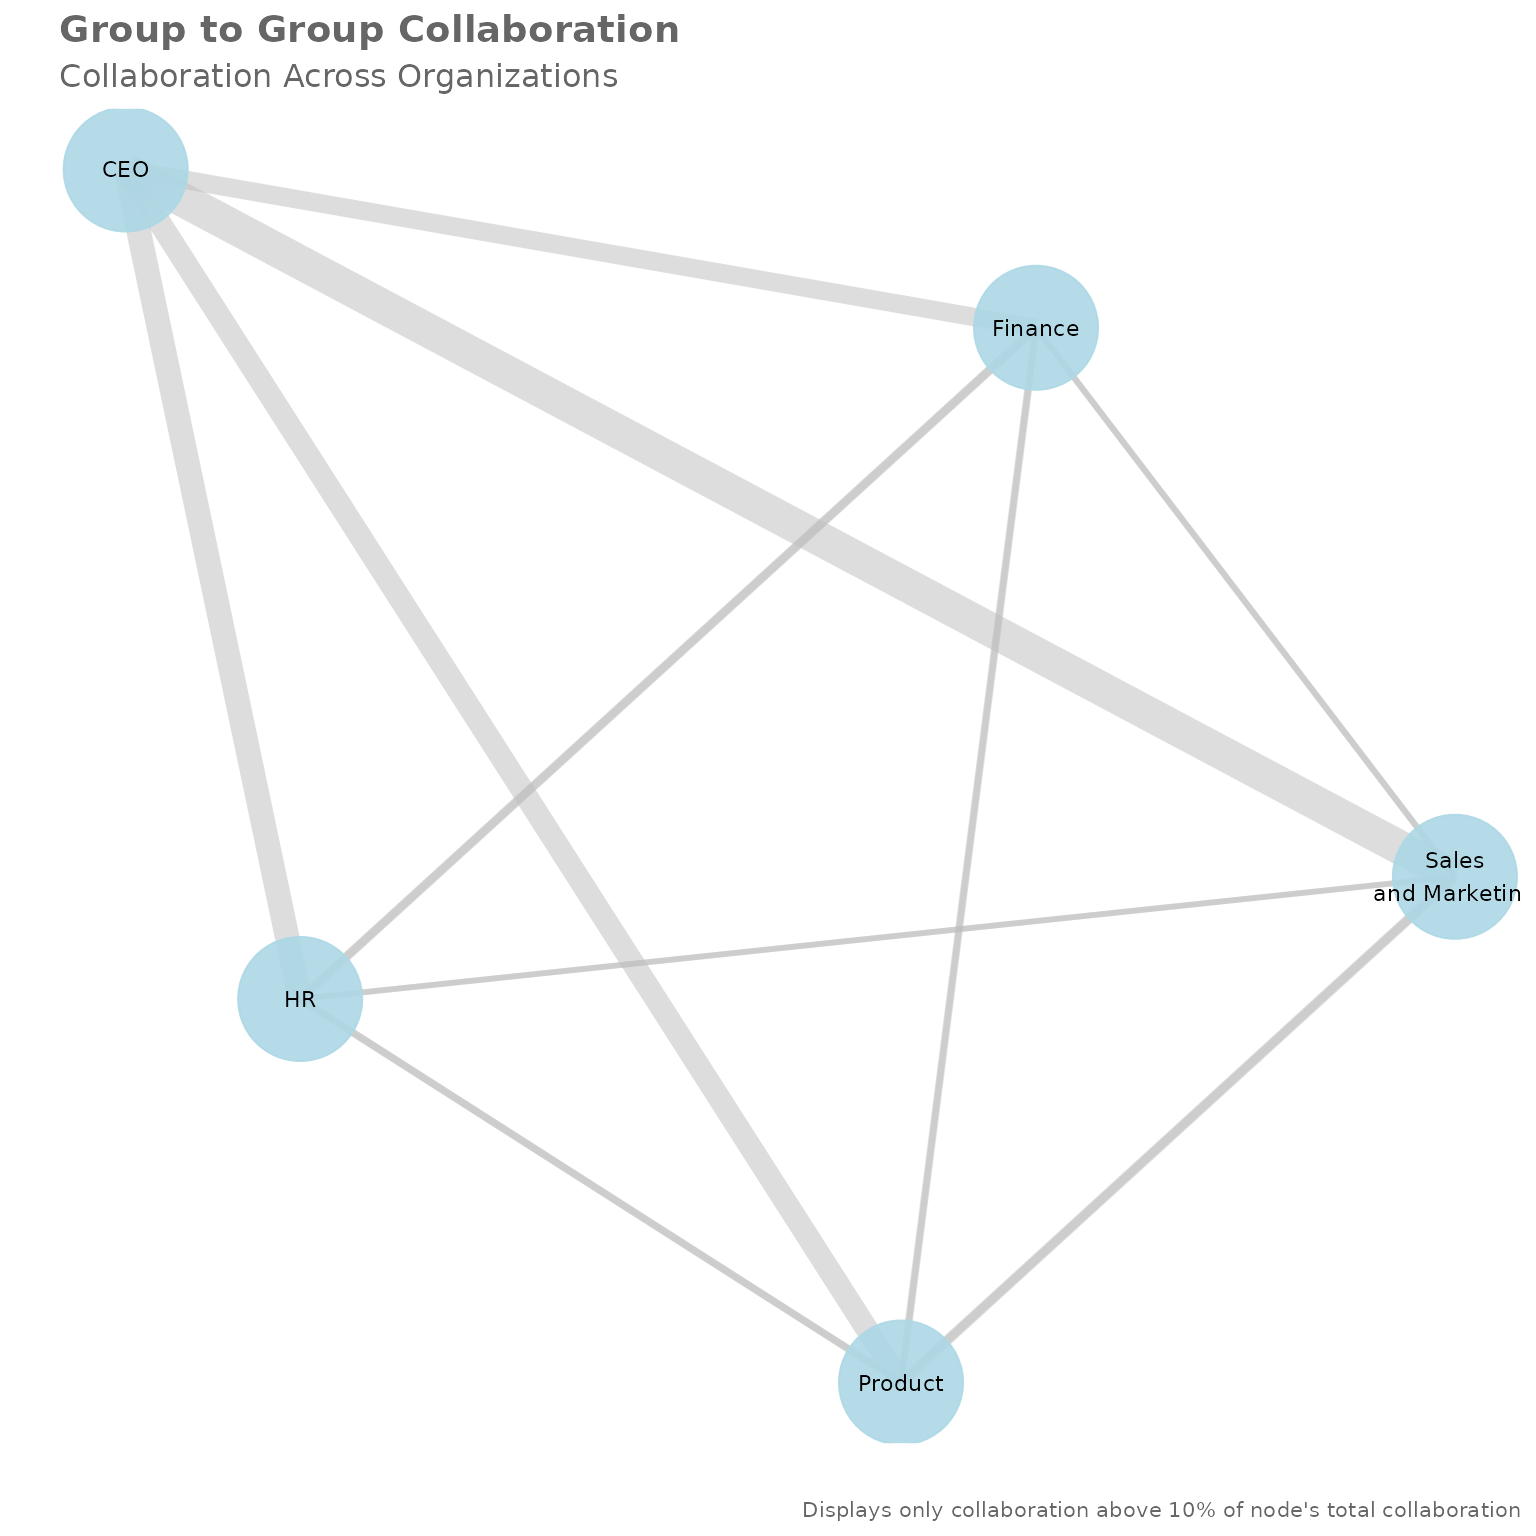 Group to Group Collaboration
Collaboration Across Organizations
CEO
Finance
Sales
and Marketin
HR
Product
Displays only collaboration above 10% of node's total collaboration